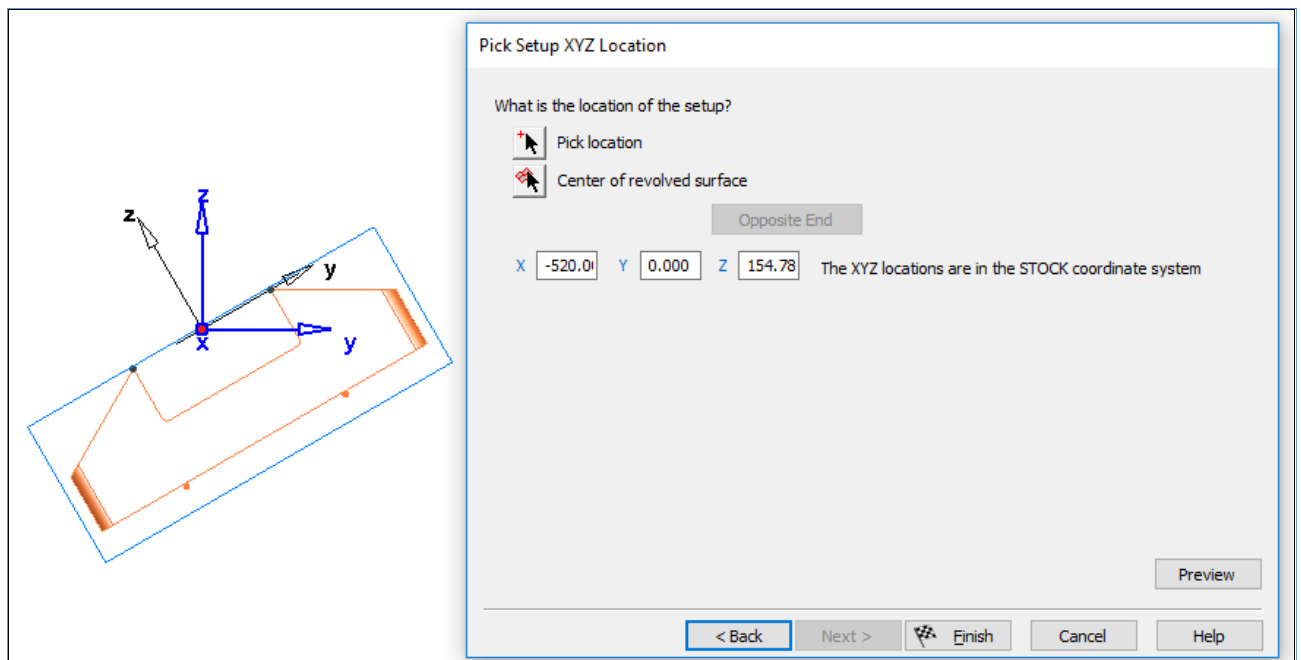 Pick Setup XYZ Location
What is the location of the setup?
Pick location
Center of revolved surface
Opposite End
X -520.0 Y 0.000 Z 154.78 The XYZ locations are in the STOCK coordinate system
z
z
y
x
y
Preview
< Back Next > Finish Cancel Help